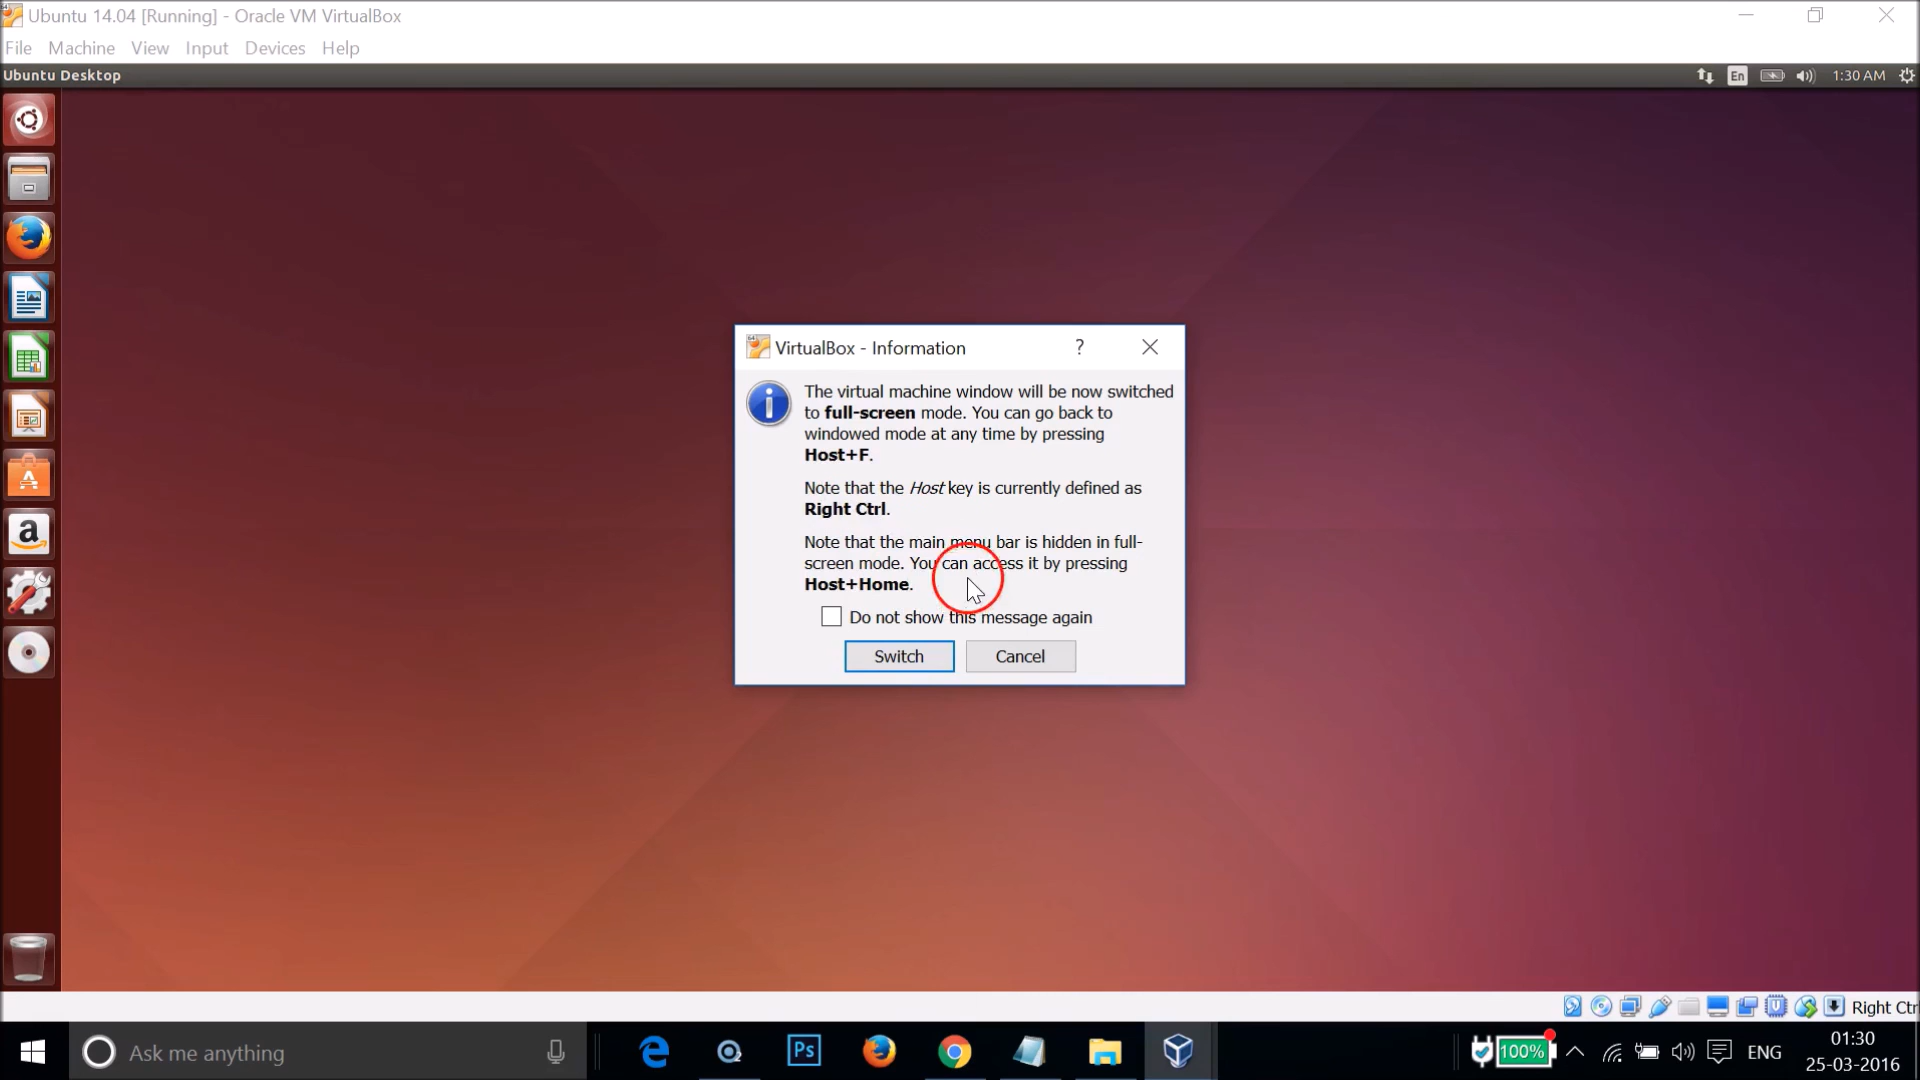 Ubuntu 14.04 [Running] - Oracle VM VirtualBox
File Machine View Input Devices Help
Ubuntu Desktop
En
1:30 AM
VirtualBox - Information
?
The virtual machine window will be now switched
to full-screen mode. You can go back to
windowed mode at any time by pressing
Host+F.
Note that the Host key is currently defined as
Right Ctrl.
Note that the main menu bar is hidden in full-
screen mode. You can access it by pressing
Host+Home.
Do not show this message again
Switch
Cancel
Right Ctrl
Ask me anything
Ps
100%
ENG
01:30
25-03-2016